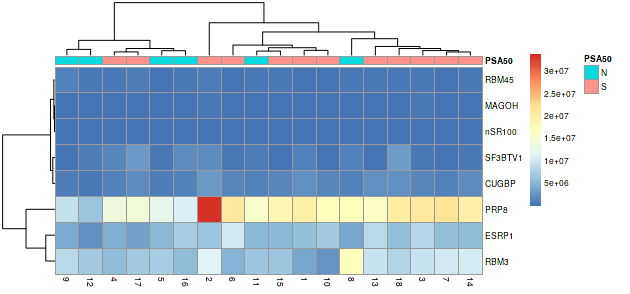 PSA50
RBM45
MAGOH
nSR100
SF3BTV1
CUGBP
PRP8
ESRP1
RBM3
9 12 4 17 5 16 2 6 11 15 1 10 8 13 18 3 7 14
3e+07
2.5e+07
2e+07
1.5e+07
1e+07
5e+06
PSA50
N
S